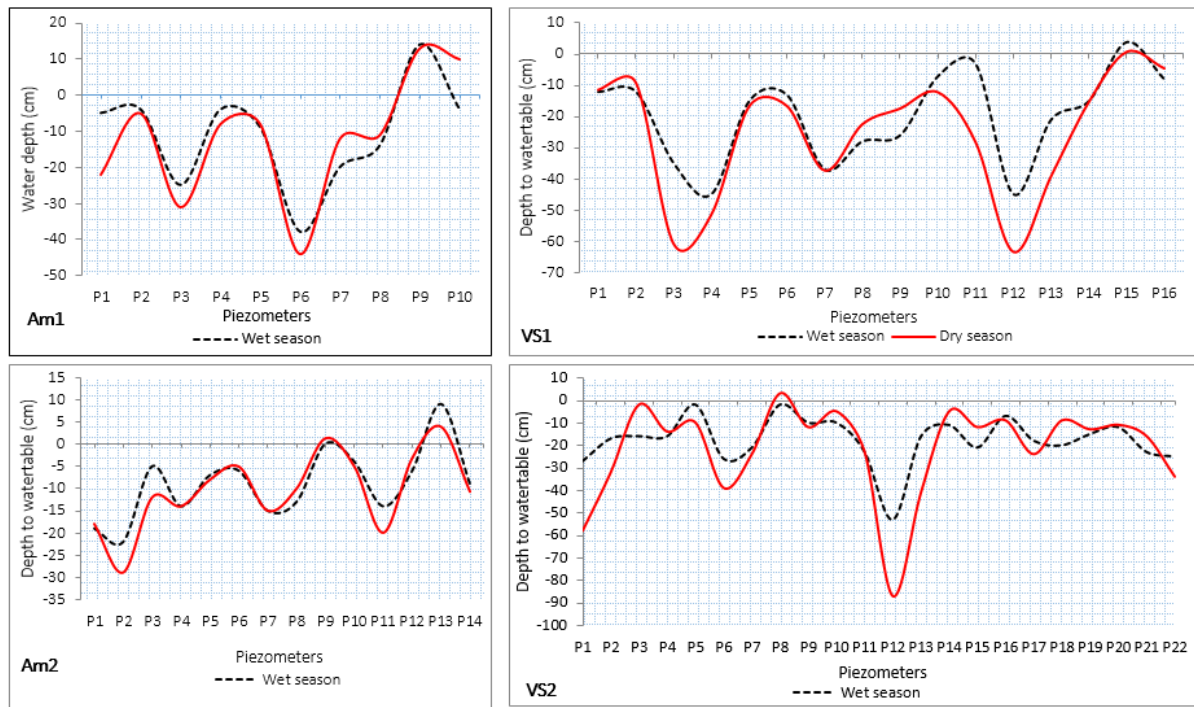 20
10
0
-10
-20
-30
-40
-50
Water depth (cm)
P1 P2 P3 P4 P5 P6 P7 P8 P9 P10
Piezometers
Am1
Wet season
10
0
-10
-20
-30
-40
-50
-60
-70
Depth to watertable (cm)
P1 P2 P3 P4 P5 P6 P7 P8 P9 P10 P11 P12 P13 P14 P15 P16
Piezometers
VS1
Wet season Dry season
15
10
5
0
-5
-10
-15
-20
-25
-30
-35
Depth to watertable (cm)
P1 P2 P3 P4 P5 P6 P7 P8 P9 P10 P11 P12 P13 P14
Piezometers
Am2
Wet season
10
0
-10
-20
-30
-40
-50
-60
-70
-80
-90
-100
Depth to watertable (cm)
P1 P2 P3 P4 P5 P6 P7 P8 P9 P10 P11 P12 P13 P14 P15 P16 P17 P18 P19 P20 P21 P22
Piezometers
VS2
Wet season